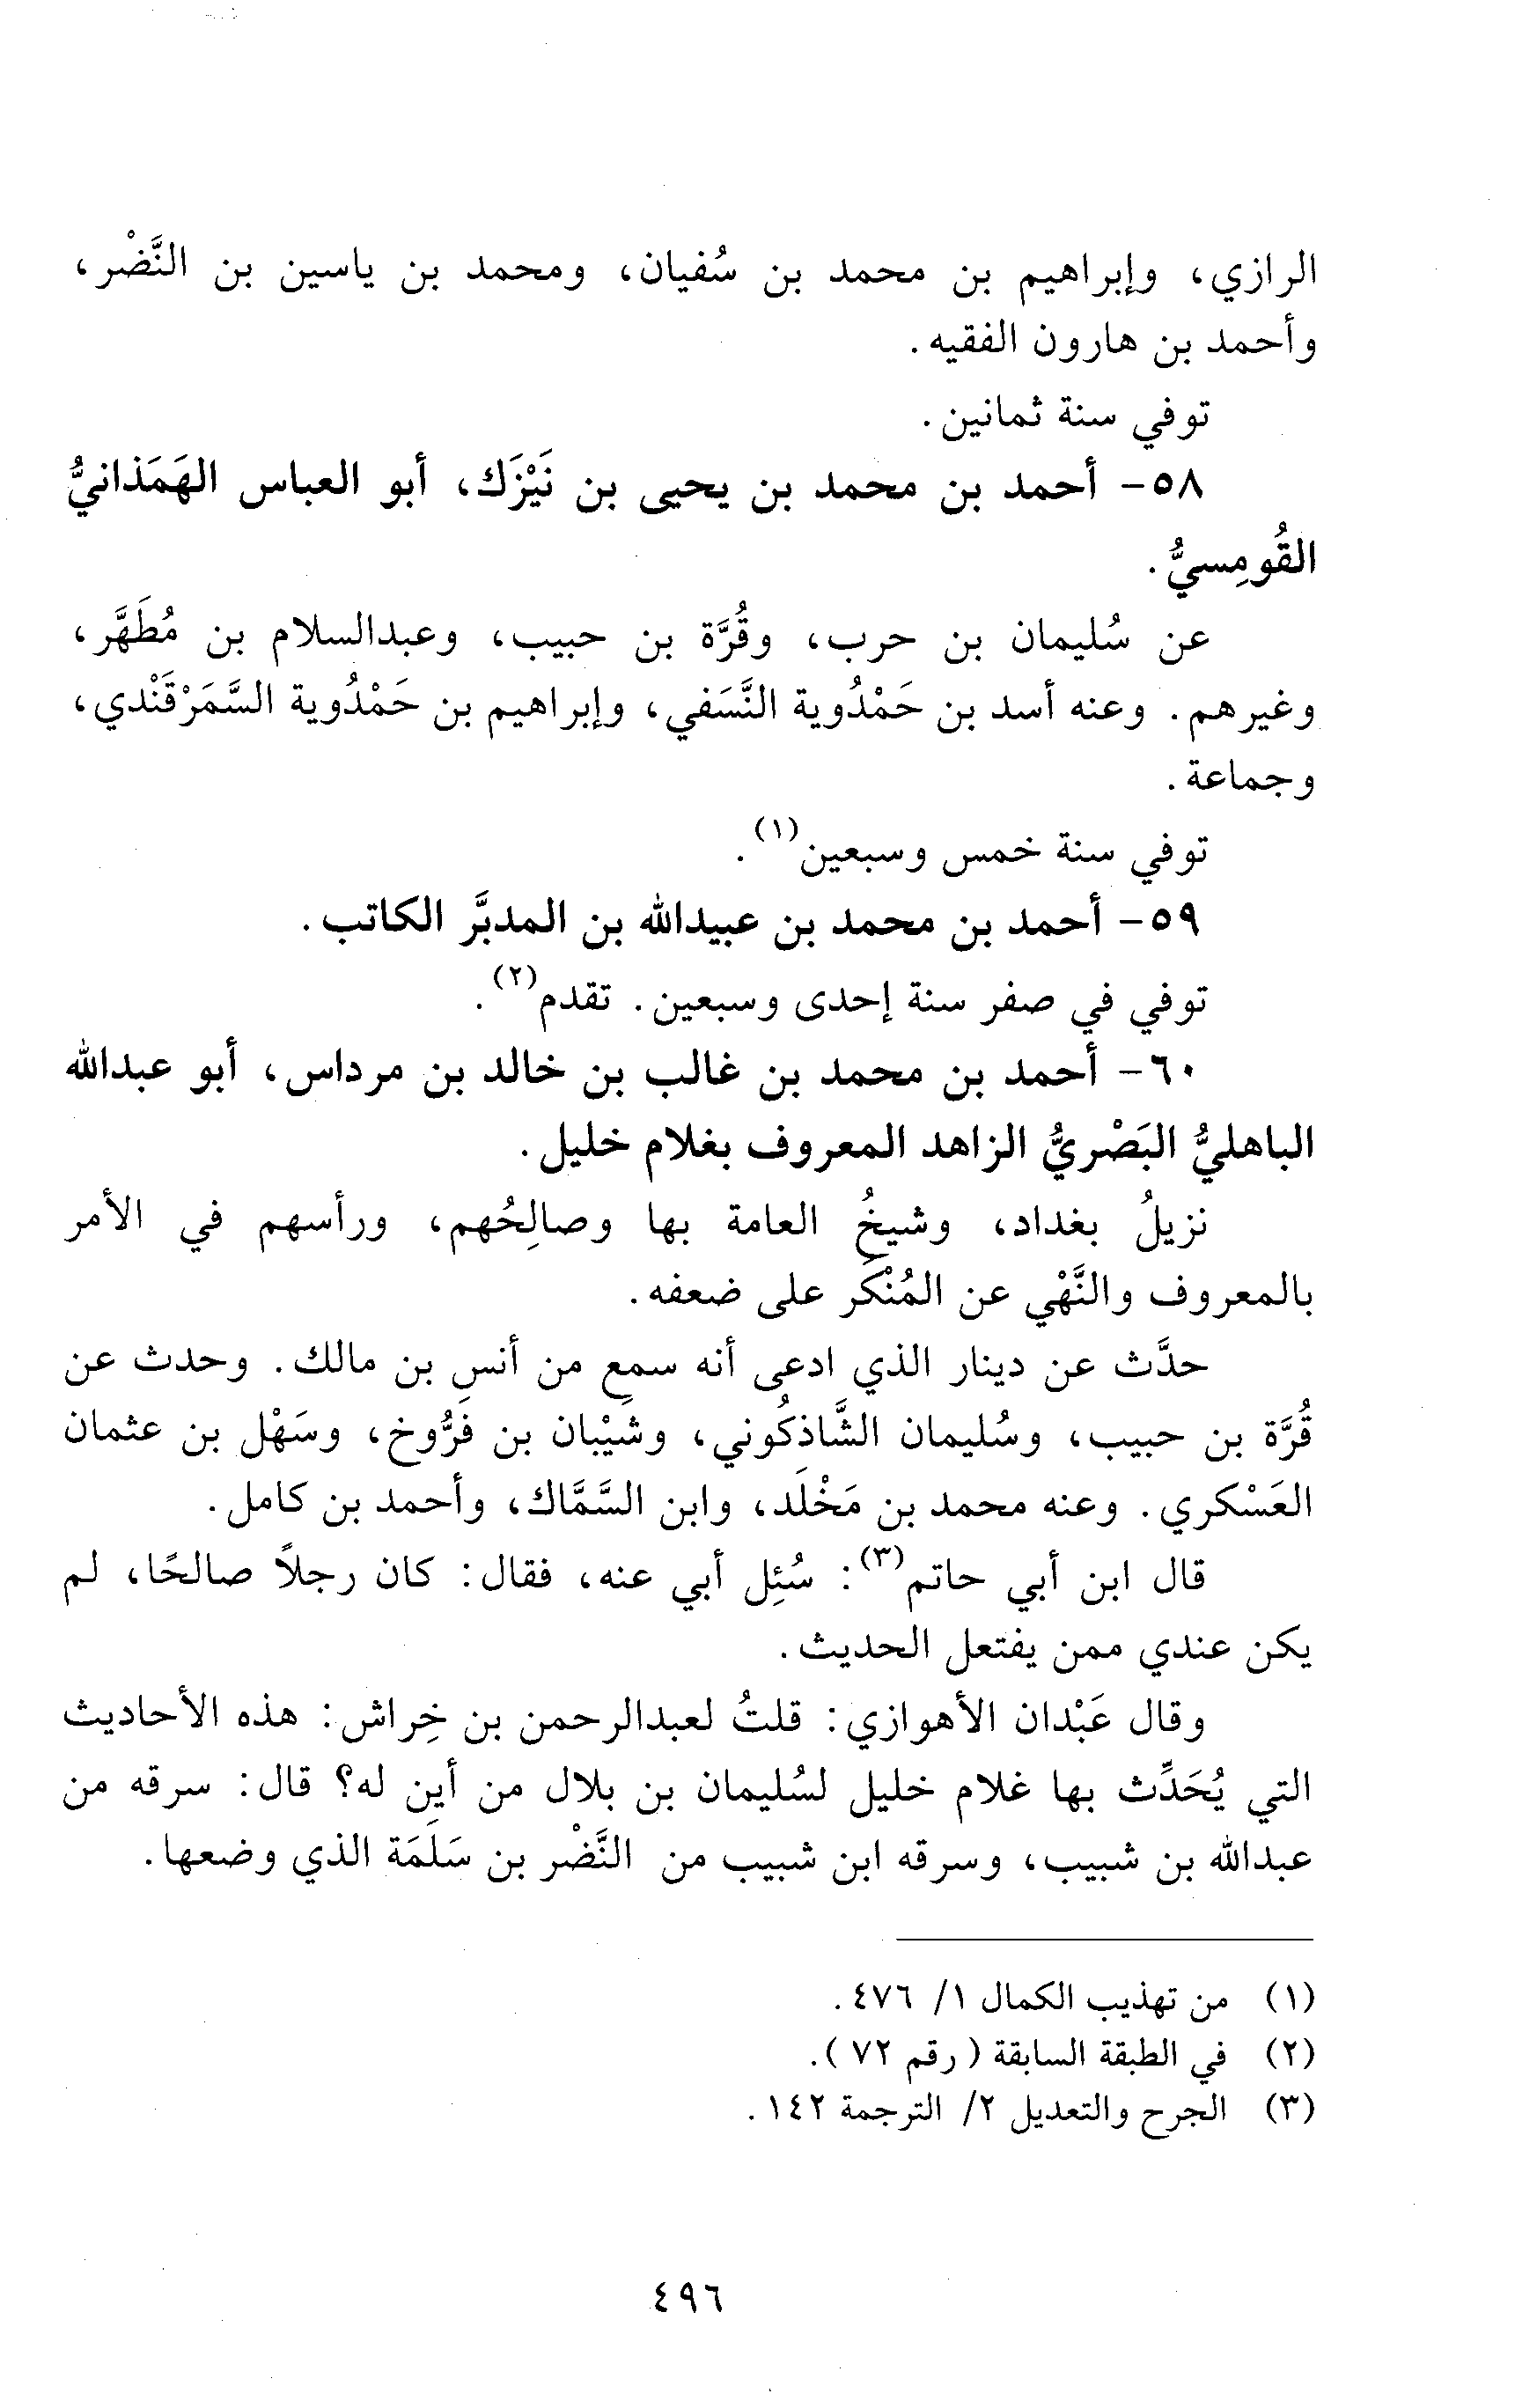 الرازي، وإبراهيم بن محمد بن سُفيان، ومحمد بن ياسين بن النَّضْر،
وأحمد بن هارون الفقيه.
توفي سنة ثمانين.
٥٨- أحمد بن محمد بن يحيى بن نَيْزَك، أبو العباس الهَمَذانيُّ
القُومِسيُّ.
عن سُليمان بن حرب، وقُرَّة بن حبيب، وعبدالسلام بن مُطَهَّر،
وغيرهم. وعنه أسد بن حَمْدُوية النَّسَفي، وإبراهيم بن حَمْدُوية السَّمَرْقَنْدي،
وجماعة.
توفي سنة خمس وسبعين(١).
٥٩- أحمد بن محمد بن عبيدالله بن المدبَّر الكاتب.
توفي في صفر سنة إحدى وسبعين. تقدم(٢).
٦٠- أحمد بن محمد بن غالب بن خالد بن مرداس، أبو عبدالله
الباهليُّ البَصْريُّ الزاهد المعروف بغلام خليل.
نزيلُ بغداد، وشيخُ العامة بها وصالِحُهم، ورأسهم في الأمر
بالمعروف والنَّهْي عن المُنْكَر على ضعفه.
حدَّث عن دينار الذي ادعى أنه سمع من أنس بن مالك. وحدث عن
قُرَّة بن حبيب، وسُليمان الشَّاذكُوني، وشَيْبان بن فَرُّوخ، وسَهْل بن عثمان
العَسْكري. وعنه محمد بن مَخْلَد، وابن السَّمَّاك، وأحمد بن كامل.
قال ابن أبي حاتم(٣): سُئِل أبي عنه، فقال: كان رجلاً صالحًا، لم
يكن عندي ممن يفتعل الحديث.
وقال عَبْدان الأهوازي: قلتُ لعبدالرحمن بن خِراش: هذه الأحاديث
التي يُحَدِّث بها غلام خليل لسُليمان بن بلال من أين له؟ قال: سرقه من
عبدالله بن شبيب، وسرقه ابن شبيب من النَّضْر بن سَلَمَة الذي وضعها.
(١) من تهذيب الكمال ١/ ٤٧٦.
(٢) في الطبقة السابقة (رقم ٧٢).
(٣) الجرح والتعديل ٢/ الترجمة ١٤٢.
٤٩٦